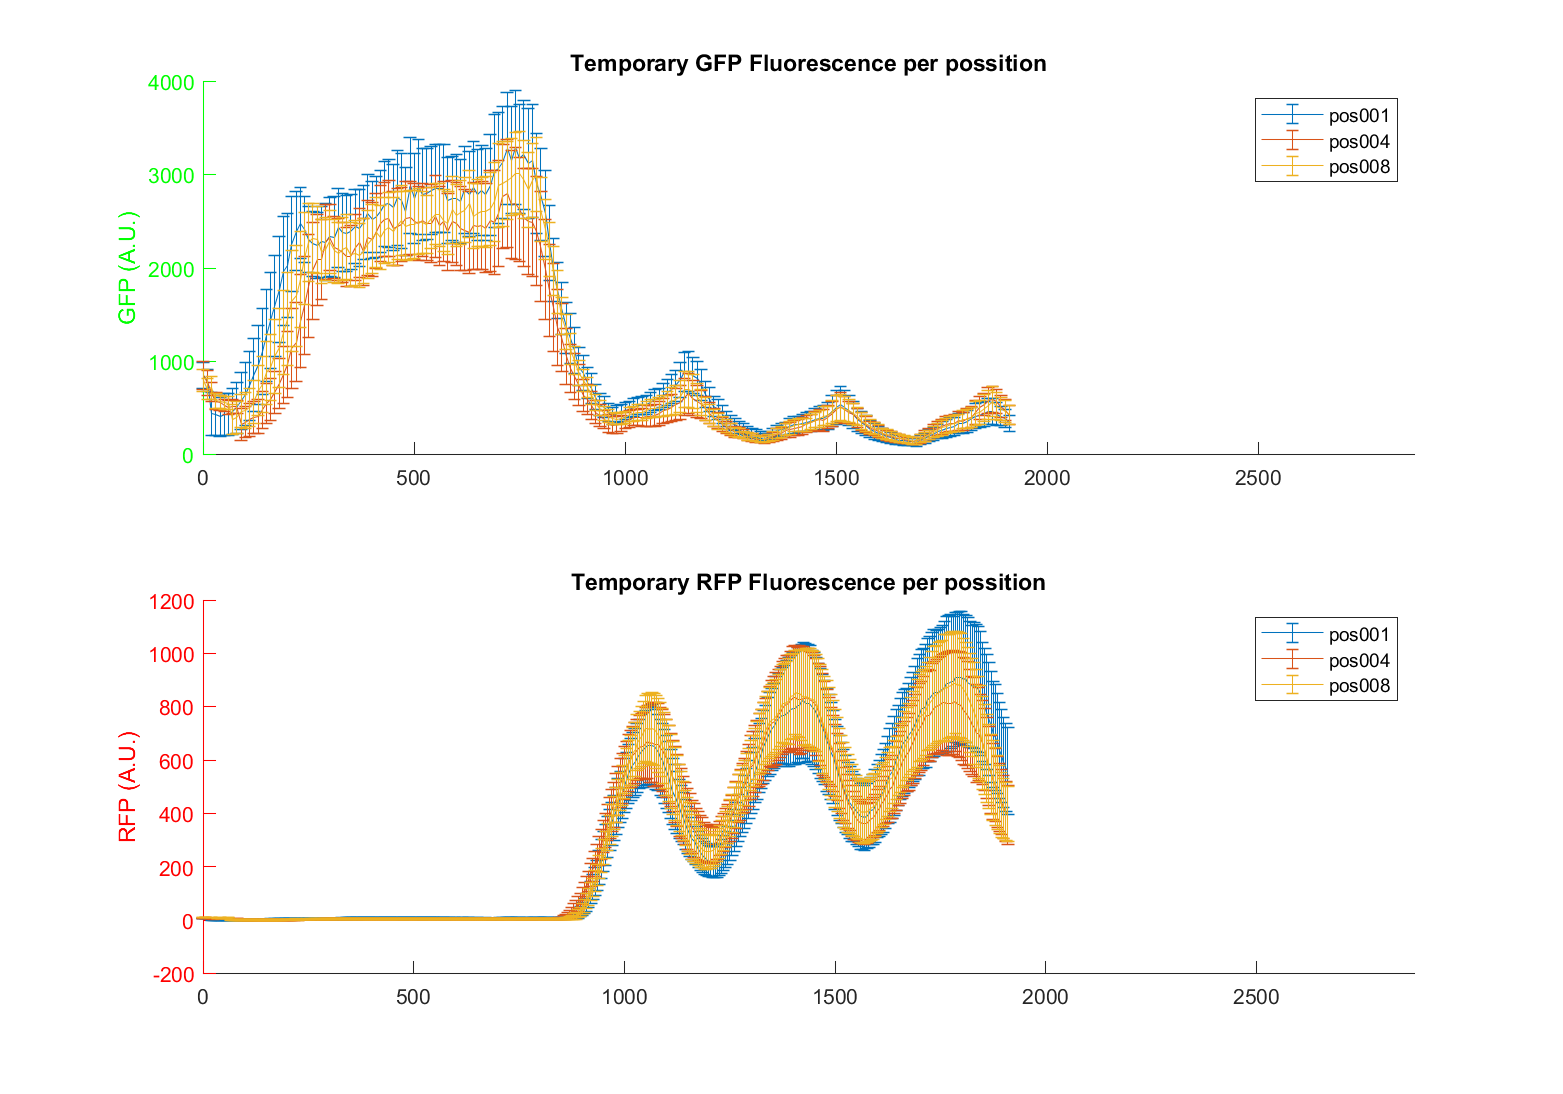 Temporary GFP Fluorescence per possition
4000
3000
2000
1000
0
GFP (A.U.)
0 500 1000 1500 2000 2500
pos001
pos004
pos008
Temporary RFP Fluorescence per possition
1200
1000
800
600
400
200
0
-200
RFP (A.U.)
0 500 1000 1500 2000 2500
pos001
pos004
pos008